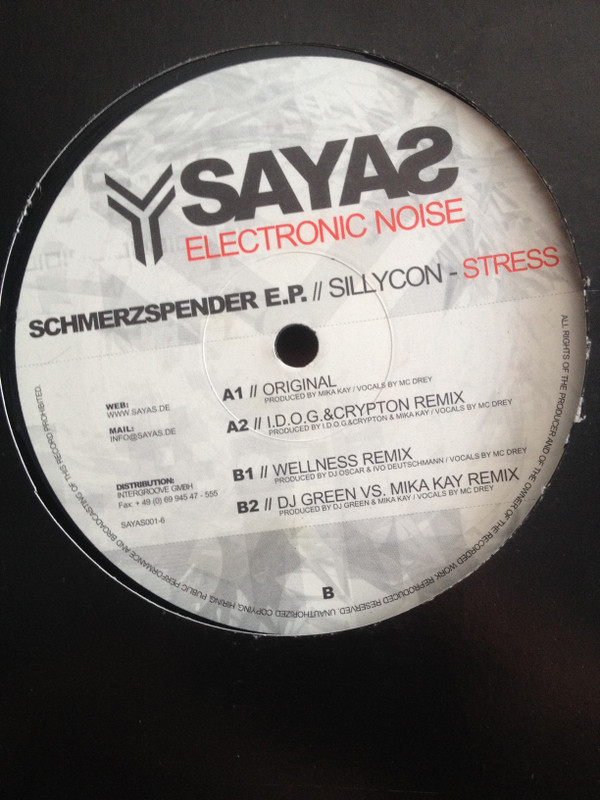 SAYAS
ELECTRONIC NOISE
SCHMERZSPENDER E.P. // SILLYCON - STRESS
A1 // ORIGINAL
PRODUCED BY MIKA KAY / VOCALS BY MC DREY
A2 // I.D.O.G.&CRYPTON REMIX
PRODUCED BY I.D.O.G.&CRYPTON & MIKA KAY / VOCALS BY MC DREY
B1 // WELLNESS REMIX
PRODUCED BY DJ OSCAR & IVO DEUTSCHMANN / VOCALS BY MC DREY
B2 // DJ GREEN VS. MIKA KAY REMIX
PRODUCED BY DJ GREEN & MIKA KAY / VOCALS BY MC DREY
WEB:
WWW.SAYAS.DE
MAIL:
INFO@SAYAS.DE
DISTRIBUTION:
INTERGROOVE GMBH
Fax: + 49 (0) 69 945 47 - 555
SAYAS001-6
B
ALL RIGHTS OF THE PRODUCER AND OF THE OWNER OF THE RECORDED WORK REPRODUCED RESERVED. UNAUTHORIZED COPYING, HIRING, PUBLIC PERFORMANCE AND BROADCASTING OF THIS RECORD PROHIBITED.